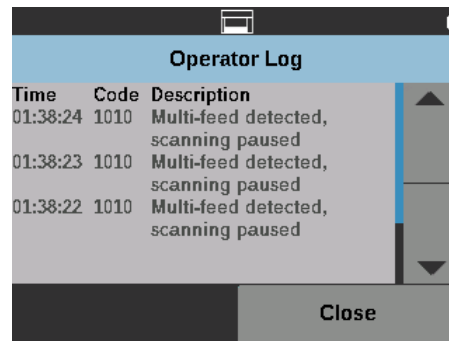 Operator Log
Time Code Description
01:38:24 1010 Multi-feed detected,
scanning paused
01:38:23 1010 Multi-feed detected,
scanning paused
01:38:22 1010 Multi-feed detected,
scanning paused
Close